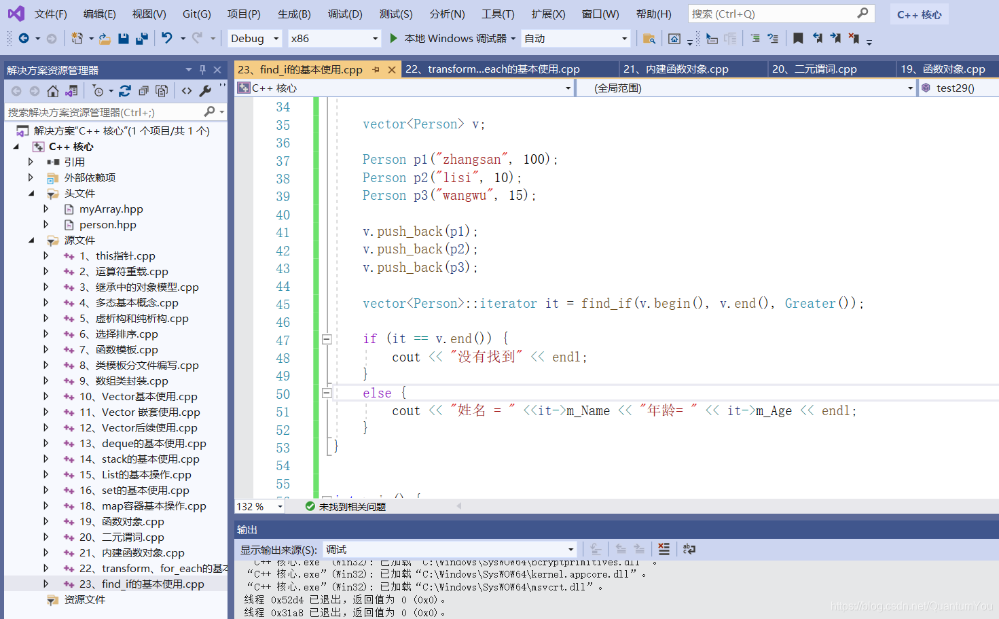 文件(F) 编辑(E) 视图(V) Git(G) 项目(P) 生成(B) 调试(D) 测试(S) 分析(N) 工具(T) 扩展(X) 窗口(W) 帮助(H) 搜索 (Ctrl+Q) C++ 核心
Debug x86 本地 Windows 调试器 自动
解决方案资源管理器
搜索解决方案资源管理器(Ctrl+;)
解决方案“C++ 核心”(1 个项目/共 1 个)
C++ 核心
引用
外部依赖项
头文件
myArray.hpp
person.hpp
源文件
1、this指针.cpp
2、运算符重载.cpp
3、继承中的对象模型.cpp
4、多态基本概念.cpp
5、虚析构和纯析构.cpp
6、选择排序.cpp
7、函数模板.cpp
8、类模板分文件编写.cpp
9、数组类封装.cpp
10、Vector基本使用.cpp
11、Vector 嵌套使用.cpp
12、Vector后续使用.cpp
13、deque的基本使用.cpp
14、stack的基本使用.cpp
15、List的基本操作.cpp
16、set的基本使用.cpp
18、map容器基本操作.cpp
19、函数对象.cpp
20、二元谓词.cpp
21、内建函数对象.cpp
22、transform、for_each的基本
23、find_if的基本使用.cpp
资源文件
23、find_if的基本使用.cpp 22、transform...each的基本使用.cpp 21、内建函数对象.cpp 20、二元谓词.cpp 19、函数对象.cpp
C++ 核心 (全局范围) test29()
34
35 vector<Person> v;
36
37 Person p1("zhangsan", 100);
38 Person p2("lisi", 10);
39 Person p3("wangwu", 15);
40
41 v.push_back(p1);
42 v.push_back(p2);
43 v.push_back(p3);
44
45 vector<Person>::iterator it = find_if(v.begin(), v.end(), Greater());
46
47 if (it == v.end()) {
48 cout << "没有找到" << endl;
49 }
50 else {
51 cout << "姓名 = " <<it->m_Name << "年龄= " << it->m_Age << endl;
52 }
53 }
54
55
132 % 未找到相关问题
输出
显示输出来源(S): 调试
“C++ 核心.exe”(Win32): 已加载“C:\Windows\SysWOW64\bcryptprimitives.dll”。
“C++ 核心.exe”(Win32): 已加载“C:\Windows\SysWOW64\kernel.appcore.dll”。
“C++ 核心.exe”(Win32): 已加载“C:\Windows\SysWOW64\msvcrt.dll”。
线程 0x52d4 已退出，返回值为 0 (0x0)。
线程 0x31a8 已退出，返回值为 0 (0x0)。
https://blog.csdn.net/QuantumYou